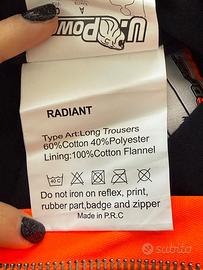 U-Power
A
RADIANT
Type Art:Long Trousers
60%Cotton 40%Polyester
Lining:100%Cotton Flannel
Do not iron on reflex, print,
rubber part,badge and zipper
Made in P.R.C
subito